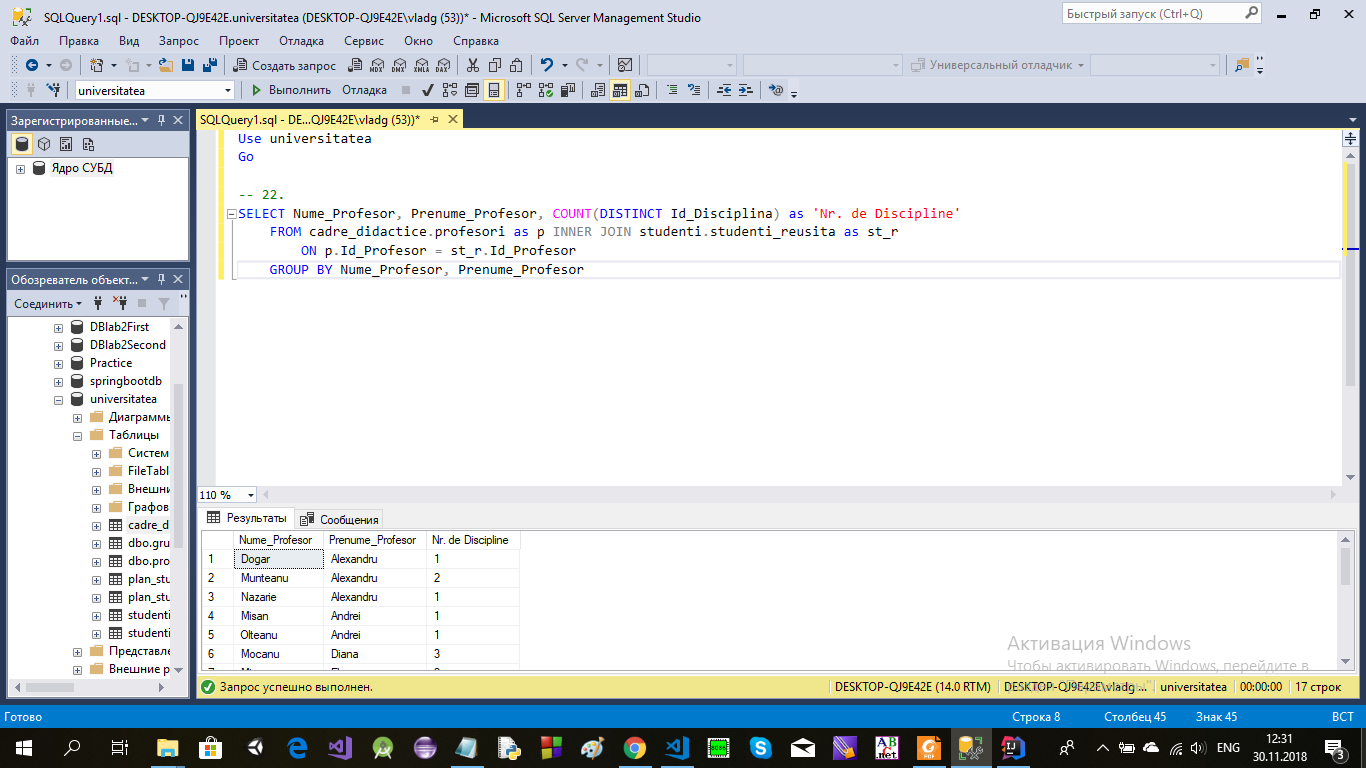 SQLQuery1.sql - DESKTOP-QJ9E42E.universitatea (DESKTOP-QJ9E42E\vladg (53))* - Microsoft SQL Server Management Studio
Быстрый запуск (Ctrl+Q)
Файл Правка Вид Запрос Проект Отладка Сервис Окно Справка
Создать запрос
MDX DMX XMLA DAX
Универсальный отладчик
universitatea
Выполнить Отладка
Зарегистрированные...
SQLQuery1.sql - DE...QJ9E42E\vladg (53))*
Ядро СУБД
Use universitatea
Go
-- 22.
SELECT Nume_Profesor, Prenume_Profesor, COUNT(DISTINCT Id_Disciplina) as 'Nr. de Discipline'
FROM cadre_didactice.profesori as p INNER JOIN studenti.studenti_reusita as st_r
ON p.Id_Profesor = st_r.Id_Profesor
GROUP BY Nume_Profesor, Prenume_Profesor
Обозреватель объект...
Соединить
DBlab2First
DBlab2Second
Practice
springbootdb
universitatea
Диаграммы
Таблицы
Систем
FileTabl
Внешни
Графов
cadre_d
dbo.gru
dbo.pro
plan_stu
plan_stu
studenti
studenti
Представле
Внешние р
110 %
Результаты Сообщения
Nume_Profesor Prenume_Profesor Nr. de Discipline
1 Dogar Alexandru 1
2 Munteanu Alexandru 2
3 Nazarie Alexandru 1
4 Misan Andrei 1
5 Olteanu Andrei 1
6 Mocanu Diana 3
Активация Windows
Чтобы активировать Windows, перейдите в
Запрос успешно выполнен.
DESKTOP-QJ9E42E (14.0 RTM) DESKTOP-QJ9E42E\vladg ... universitatea 00:00:00 17 строк
Готово
Строка 8 Столбец 45 Знак 45 ВСТ
ENG
12:31
30.11.2018
3